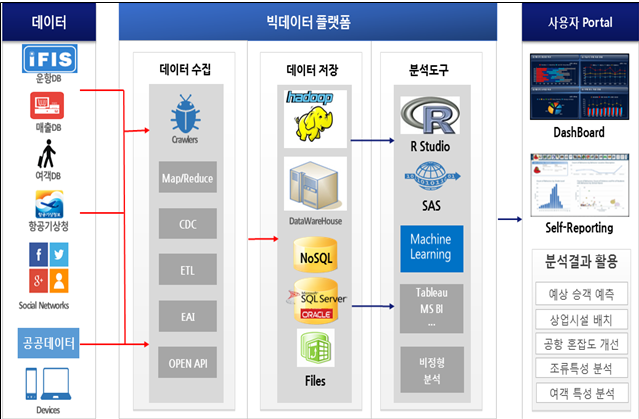 데이터
iFIS
운항DB
매출DB
여객DB
항공기상청
항공기상청
Social Networks
공공데이터
Devices
빅데이터 플랫폼
데이터 수집
Crawlers
Map/Reduce
CDC
ETL
EAI
OPEN API
데이터 저장
hadoop
DataWareHouse
NoSQL
SQL Server
ORACLE
Files
분석도구
R
R Studio
SAS
Machine
Learning
Tableau
MS BI
...
비정형
분석
사용자 Portal
DashBoard
Self-Reporting
분석결과 활용
예상 승객 예측
상업시설 배치
공항 혼잡도 개선
조류특성 분석
여객 특성 분석